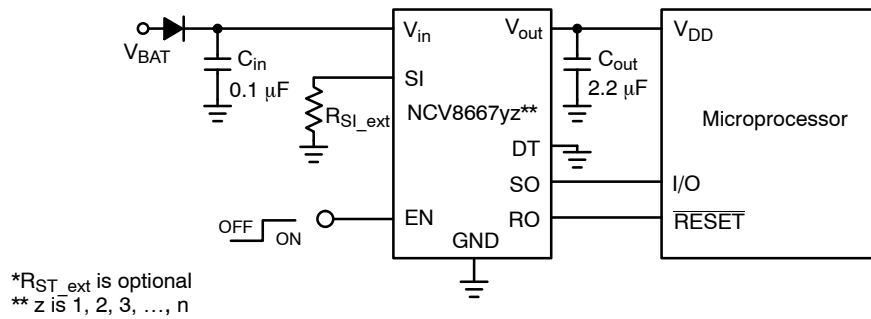 V_BAT
C_in
0.1 μF
V_in
V_out
SI
R_SI_ext
NCV8667yz**
DT
SO
RO
EN
GND
OFF
ON
C_out
2.2 μF
V_DD
Microprocessor
I/O
RESET
*R_ST_ext is optional
** z is 1, 2, 3, …, n